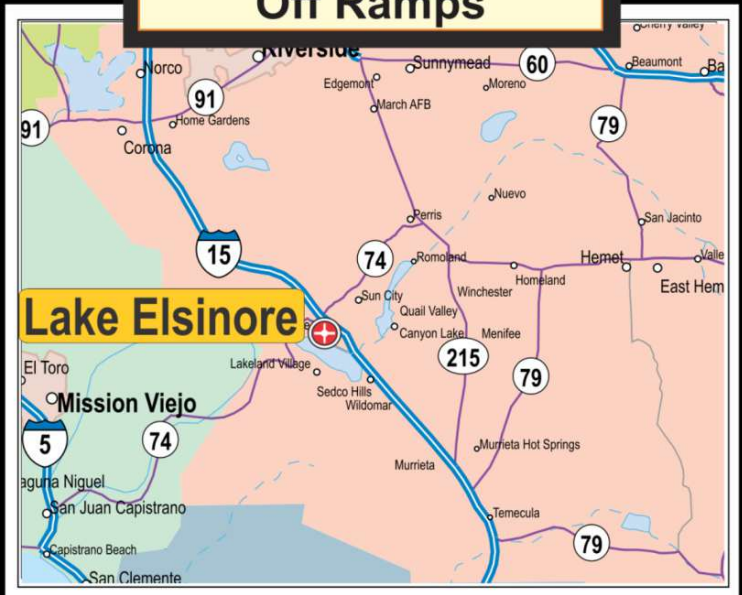 Off Ramps
Cherry Valley
Riverside
Norco
Sunnymead
60
Beaumont
Ba
Edgemont
Moreno
91
March AFB
91
Home Gardens
79
Corona
Nuevo
Perris
San Jacinto
15
74
Romoland
Hemet
Valle
Homeland
East Hem
Sun City
Winchester
Lake Elsinore
Quail Valley
Canyon Lake
Menifee
215
El Toro
Lakeland Village
79
Sedco Hills
Mission Viejo
Wildomar
5
74
Murrieta Hot Springs
Murrieta
aguna Niguel
San Juan Capistrano
Temecula
79
Capistrano Beach
San Clemente